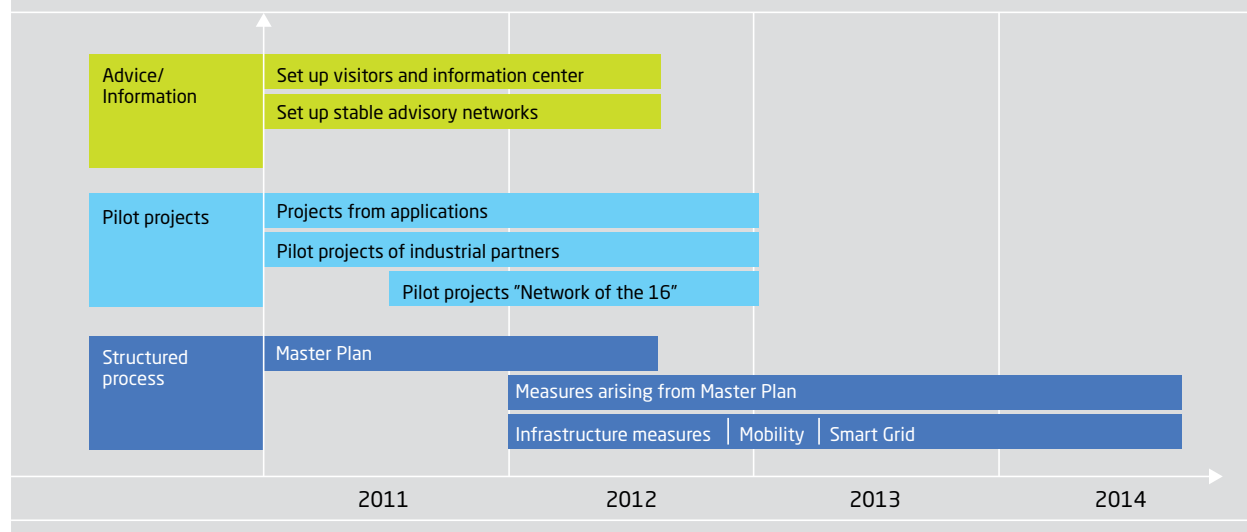 Advice/
Information
Set up visitors and information center
Set up stable advisory networks
Pilot projects
Projects from applications
Pilot projects of industrial partners
Pilot projects "Network of the 16"
Structured
process
Master Plan
Measures arising from Master Plan
Infrastructure measures | Mobility | Smart Grid
2011 2012 2013 2014